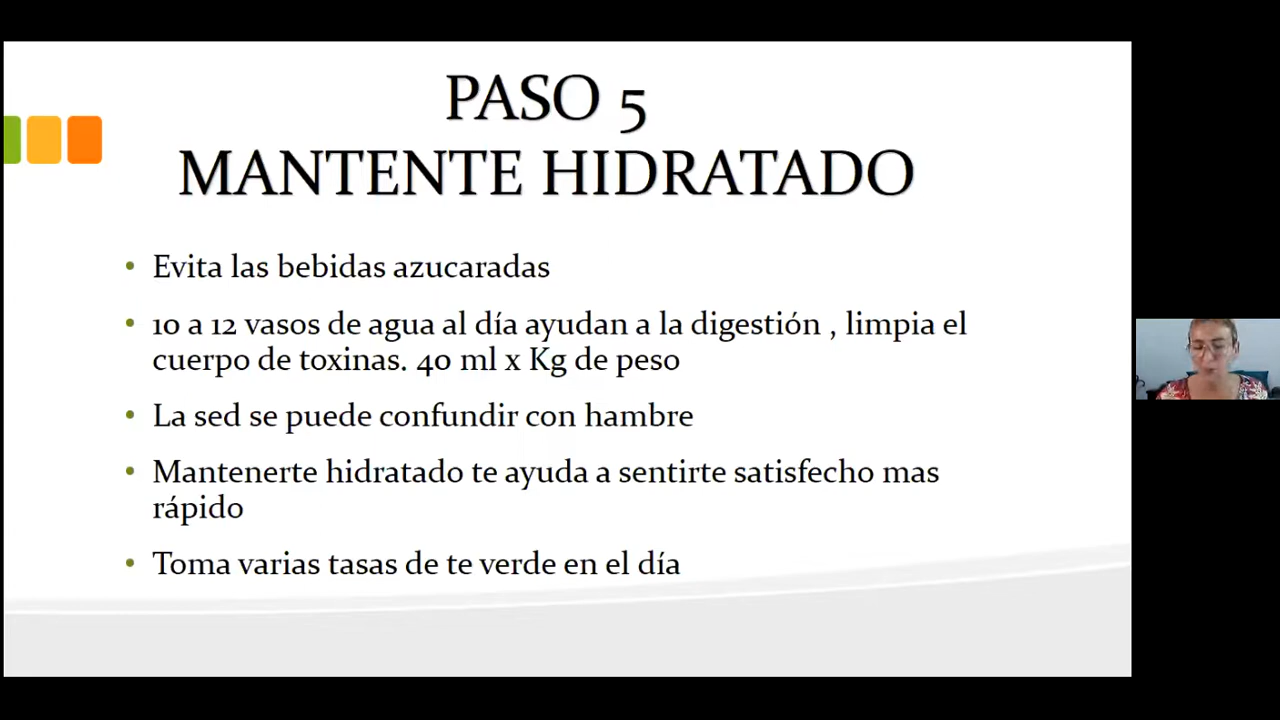 PASO 5
MANTENTE HIDRATADO
• Evita las bebidas azucaradas
• 10 a 12 vasos de agua al día ayudan a la digestión , limpia el
cuerpo de toxinas. 40 ml x Kg de peso
• La sed se puede confundir con hambre
• Mantenerte hidratado te ayuda a sentirte satisfecho mas
rápido
• Toma varias tasas de te verde en el día